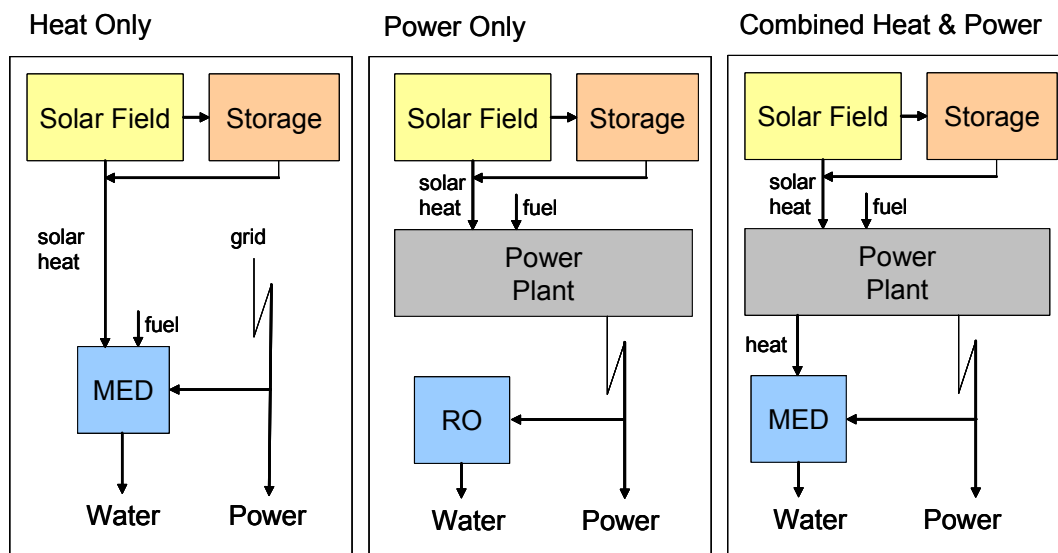 Heat Only
Solar Field
Storage
solar
heat
grid
fuel
MED
Water
Power
Power Only
Solar Field
Storage
solar
heat
fuel
Power
Plant
RO
Water
Power
Combined Heat & Power
Solar Field
Storage
solar
heat
fuel
Power
Plant
heat
MED
Water
Power